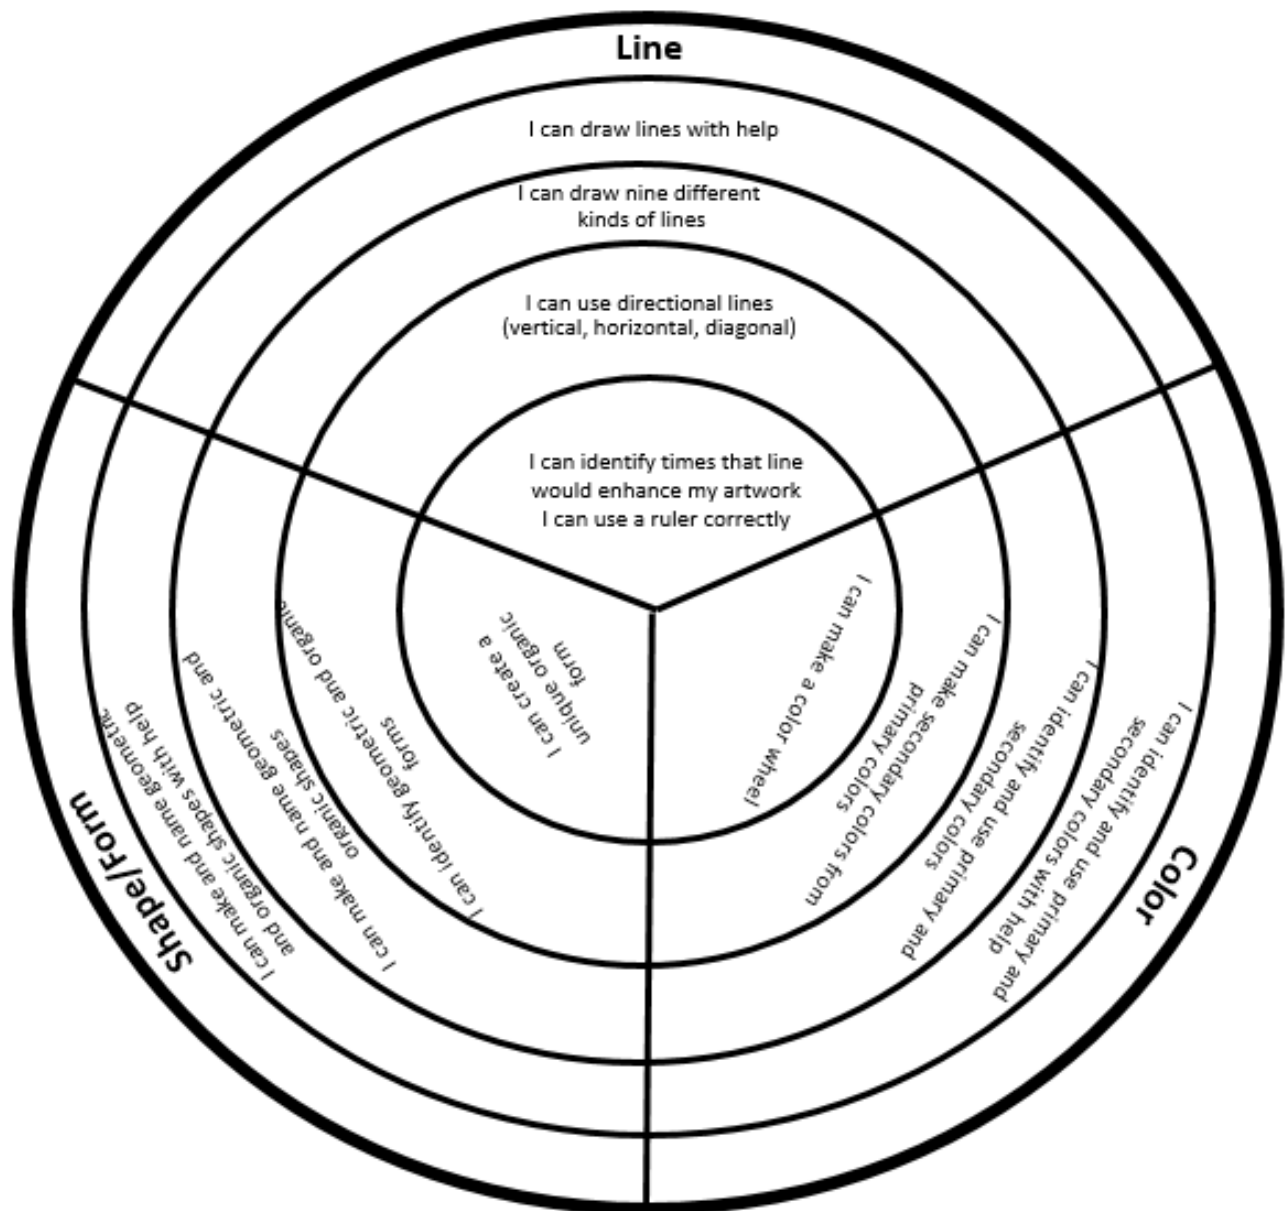 Line
I can draw lines with help
I can draw nine different
kinds of lines
I can use directional lines
(vertical, horizontal, diagonal)
I can identify times that line
would enhance my artwork
I can use a ruler correctly
Color
I can identify and use primary and
secondary colors with help
I can identify and use primary and
secondary colors
I can make secondary colors from
primary colors
I can make a color wheel
Shape/Form
I can make and name geometric
and organic shapes with help
I can make and name geometric and
organic shapes
I can identify geometric and organic
forms
I can create a
unique organic
form